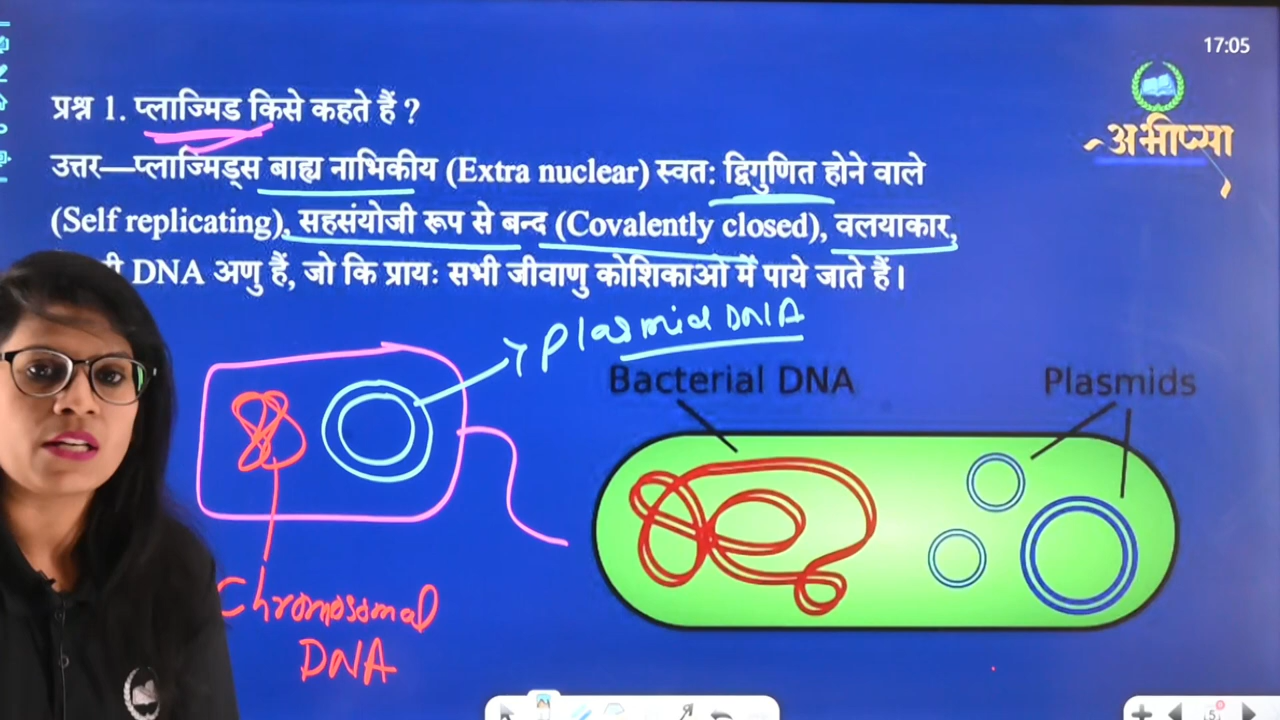 17:05
अभीप्सा
प्रश्न 1. प्लाज्मिड किसे कहते हैं ?
उत्तर—प्लाज्मिड्स बाह्य नाभिकीय (Extra nuclear) स्वत: द्विगुणित होने वाले
(Self replicating), सहसंयोजी रूप से बन्द (Covalently closed), वलयाकार,
DNA अणु हैं, जो कि प्रायः सभी जीवाणु कोशिकाओं में पाये जाते हैं।
Plasmid DNA
Bacterial DNA
Plasmids
Chromosomal
DNA